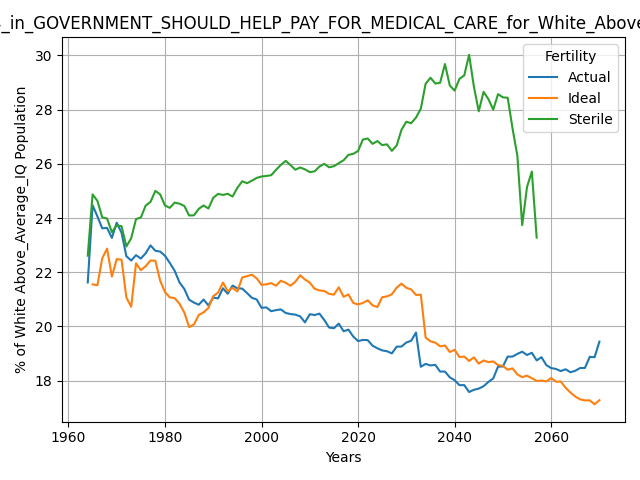 _in_GOVERNMENT_SHOULD_HELP_PAY_FOR_MEDICAL_CARE_for_White_Above
Fertility
Actual
Ideal
Sterile
% of White Above_Average_IQ Population
30
28
26
24
22
20
18
1960
1980
2000
2020
2040
2060
Years